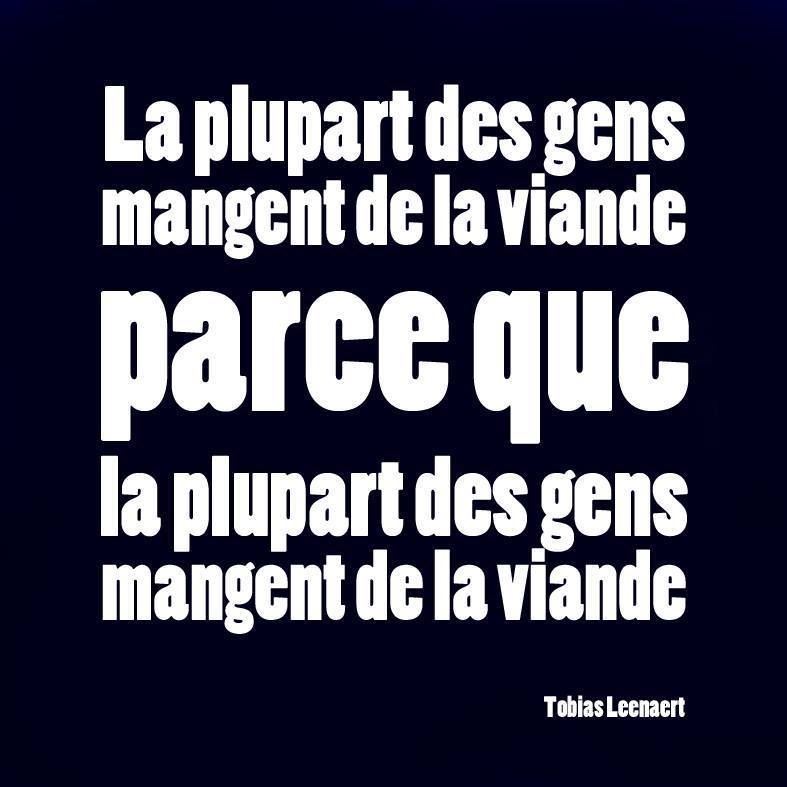 La plupart des gens
mangent de la viande
parce que
la plupart des gens
mangent de la viande
Tobias Leenaert